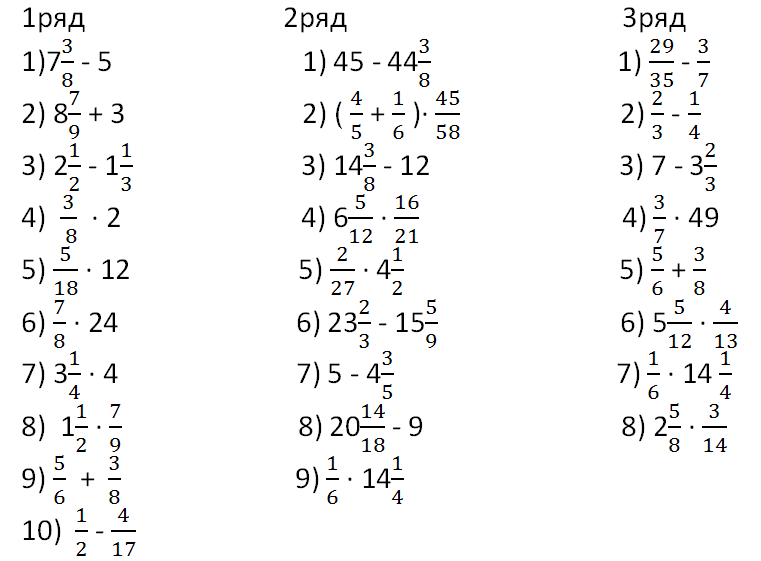 1ряд 2ряд 3ряд
1)7 3/8 - 5 1) 45 - 44 3/8 1) 29/35 - 3/7
2) 8 7/9 + 3 2) ( 4/5 + 1/6 )· 45/58 2) 2/3 - 1/4
3) 2 1/2 - 1 1/3 3) 14 3/8 - 12 3) 7 - 3 2/3
4) 3/8 · 2 4) 6 5/12 · 16/21 4) 3/7 · 49
5) 5/18 · 12 5) 2/27 · 4 1/2 5) 5/6 + 3/8
6) 7/8 · 24 6) 23 2/3 - 15 5/9 6) 5 5/12 · 4/13
7) 3 1/4 · 4 7) 5 - 4 3/5 7) 1/6 · 14 1/4
8) 1 1/2 · 7/9 8) 20 14/18 - 9 8) 2 5/8 · 3/14
9) 5/6 + 3/8 9) 1/6 · 14 1/4
10) 1/2 - 4/17